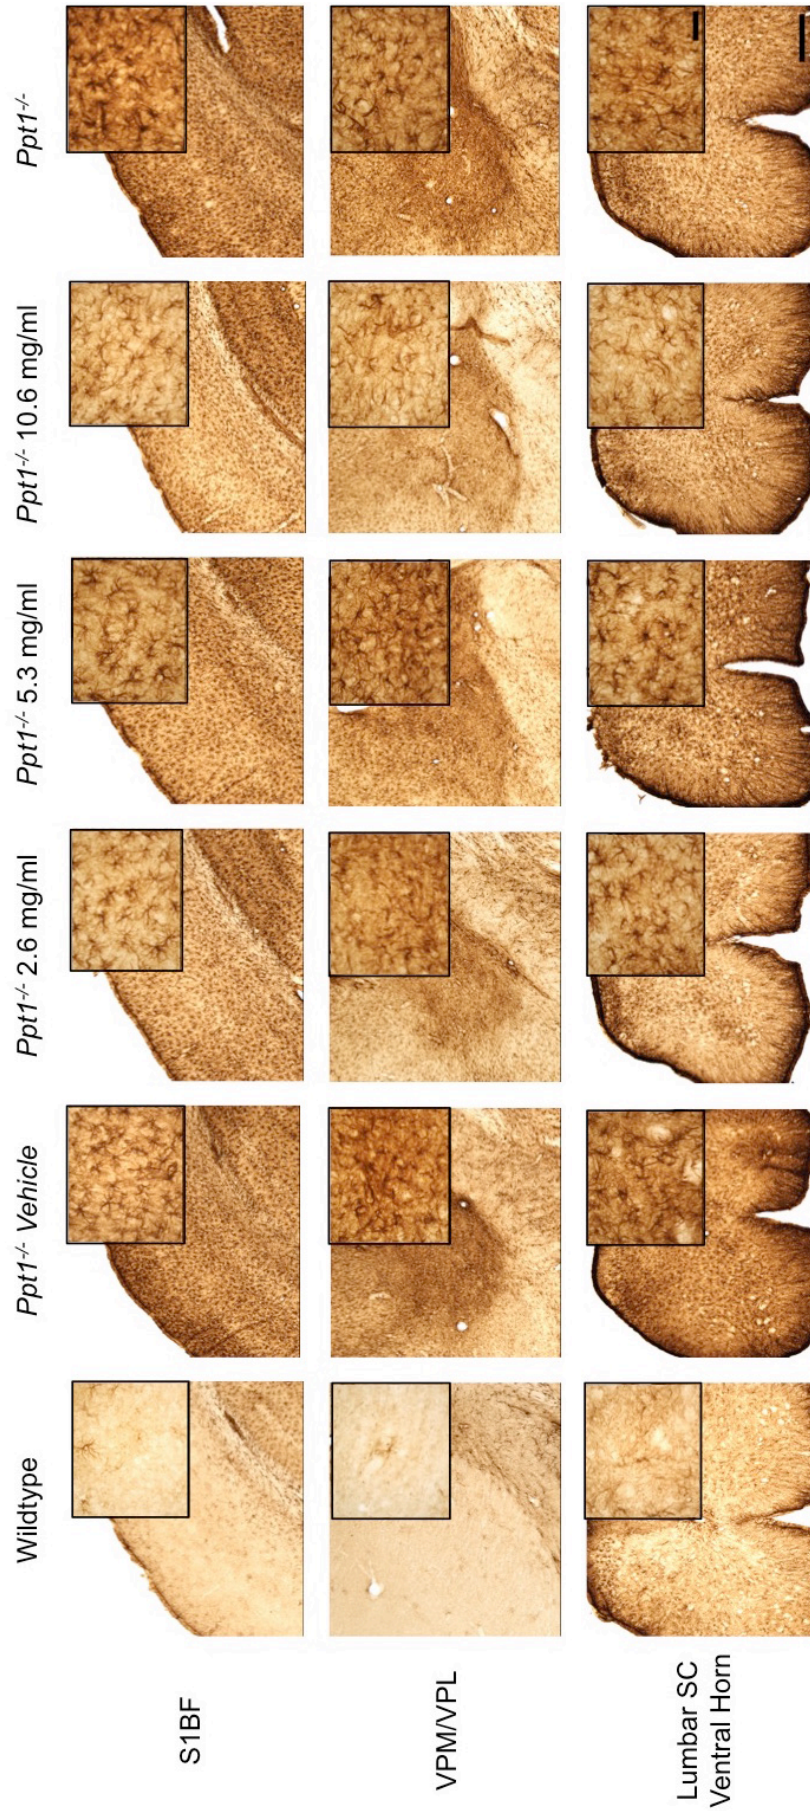 Wildtype
Ppt1-/- Vehicle
Ppt1-/- 2.6 mg/ml
Ppt1-/- 5.3 mg/ml
Ppt1-/- 10.6 mg/ml
Ppt1-/-
S1BF
VPM/VPL
Lumbar SC
Ventral Horn